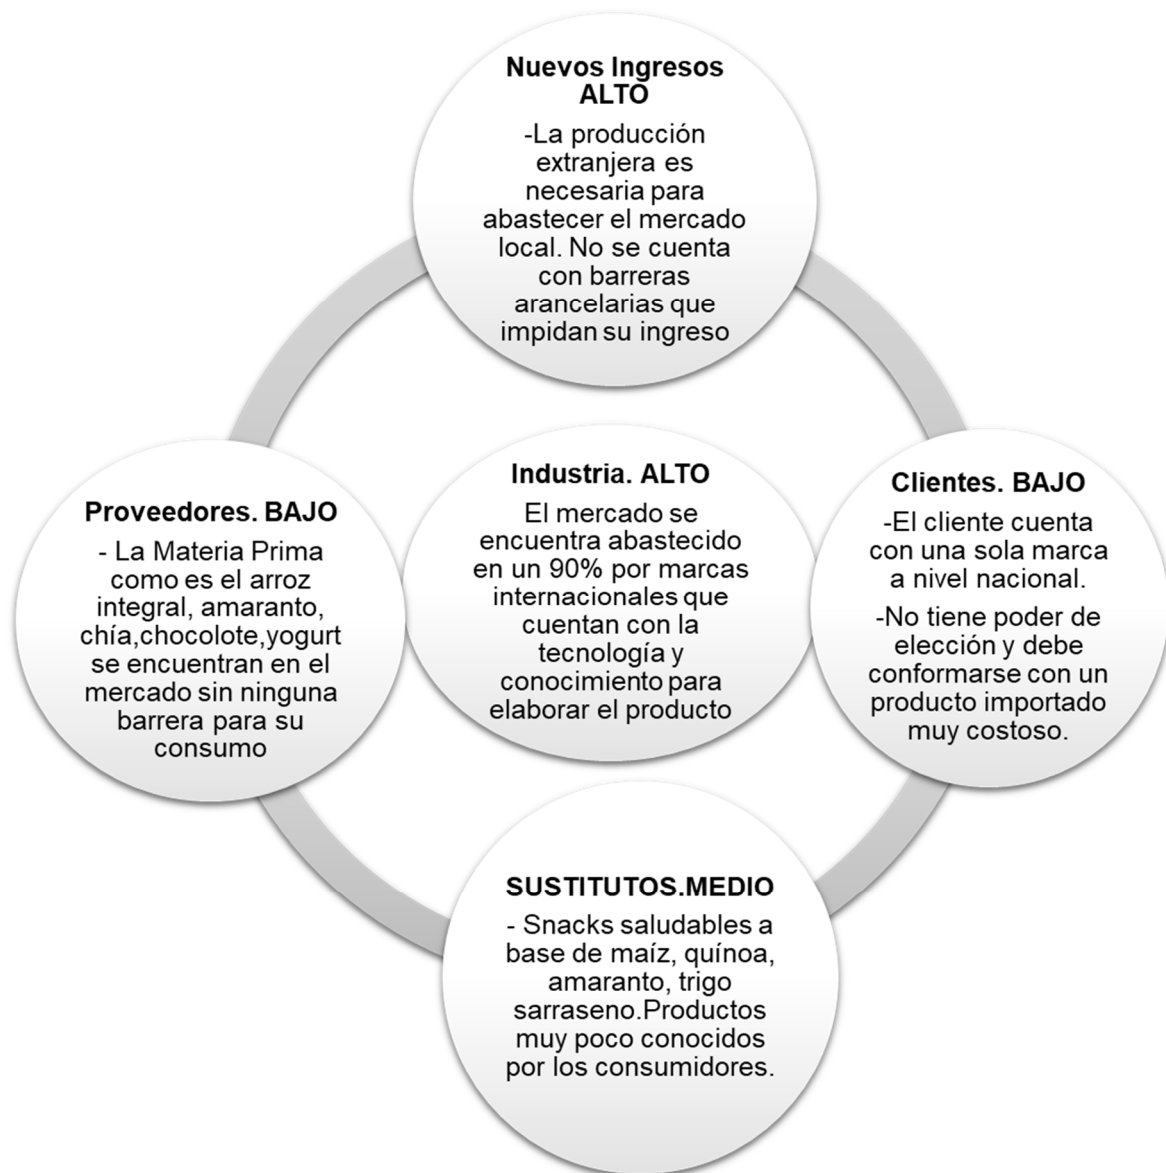 Nuevos Ingresos
ALTO
-La producción
extranjera es
necesaria para
abastecer el mercado
local. No se cuenta
con barreras
arancelarias que
impidan su ingreso
Proveedores. BAJO
- La Materia Prima
como es el arroz
integral, amaranto,
chía,chocolote,yogurt
se encuentran en el
mercado sin ninguna
barrera para su
consumo
Industria. ALTO
El mercado se
encuentra abastecido
en un 90% por marcas
internacionales que
cuentan con la
tecnología y
conocimiento para
elaborar el producto
Clientes. BAJO
-El cliente cuenta
con una sola marca
a nivel nacional.
-No tiene poder de
elección y debe
conformarse con un
producto importado
muy costoso.
SUSTITUTOS.MEDIO
- Snacks saludables a
base de maíz, quínoa,
amaranto, trigo
sarraseno.Productos
muy poco conocidos
por los consumidores.